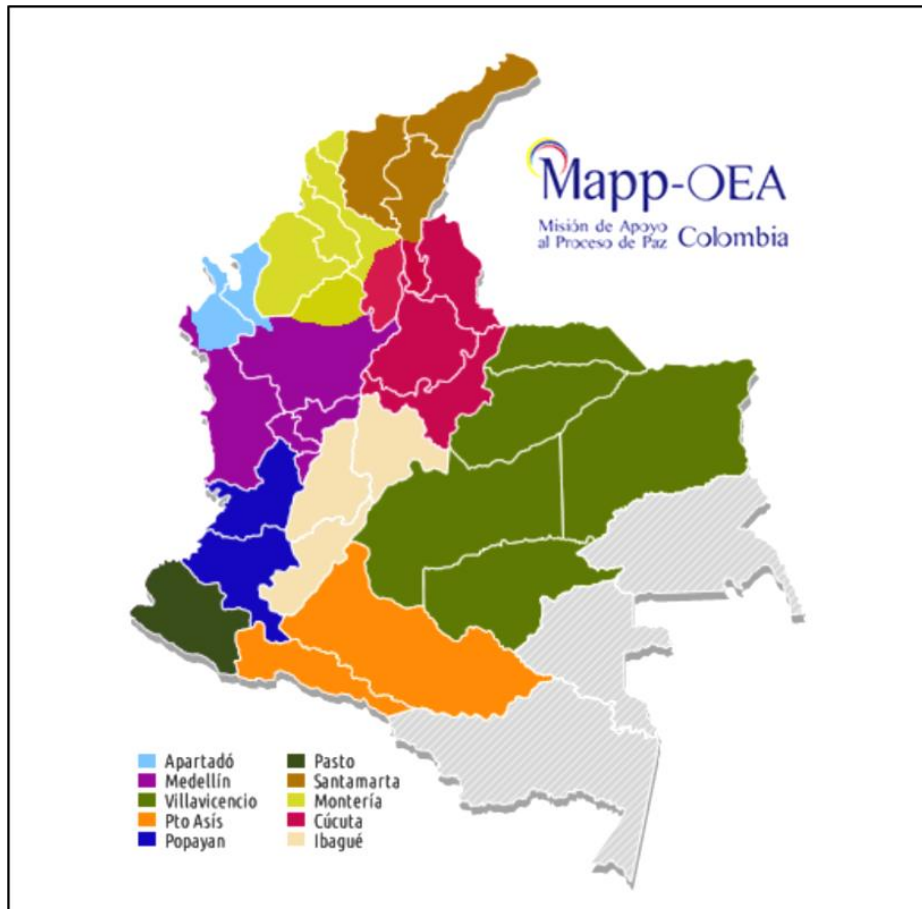 Mapp-OEA
Misión de Apoyo
al Proceso de Paz Colombia
Apartadó
Medellín
Villavicencio
Pto Asís
Popayan
Pasto
Santamarta
Montería
Cúcuta
Ibagué